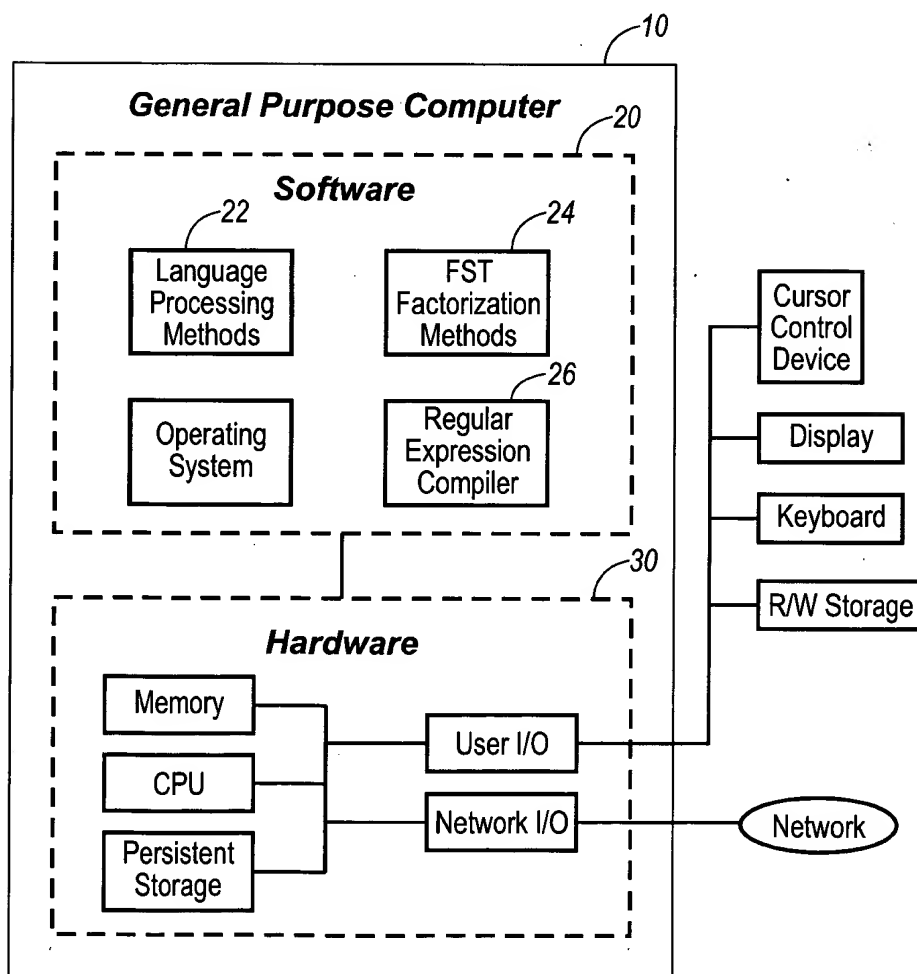 10
General Purpose Computer
20
Software
22
Language
Processing
Methods
24
FST
Factorization
Methods
Operating
System
26
Regular
Expression
Compiler
30
Hardware
Memory
CPU
Persistent
Storage
User I/O
Network I/O
Cursor
Control
Device
Display
Keyboard
R/W Storage
Network